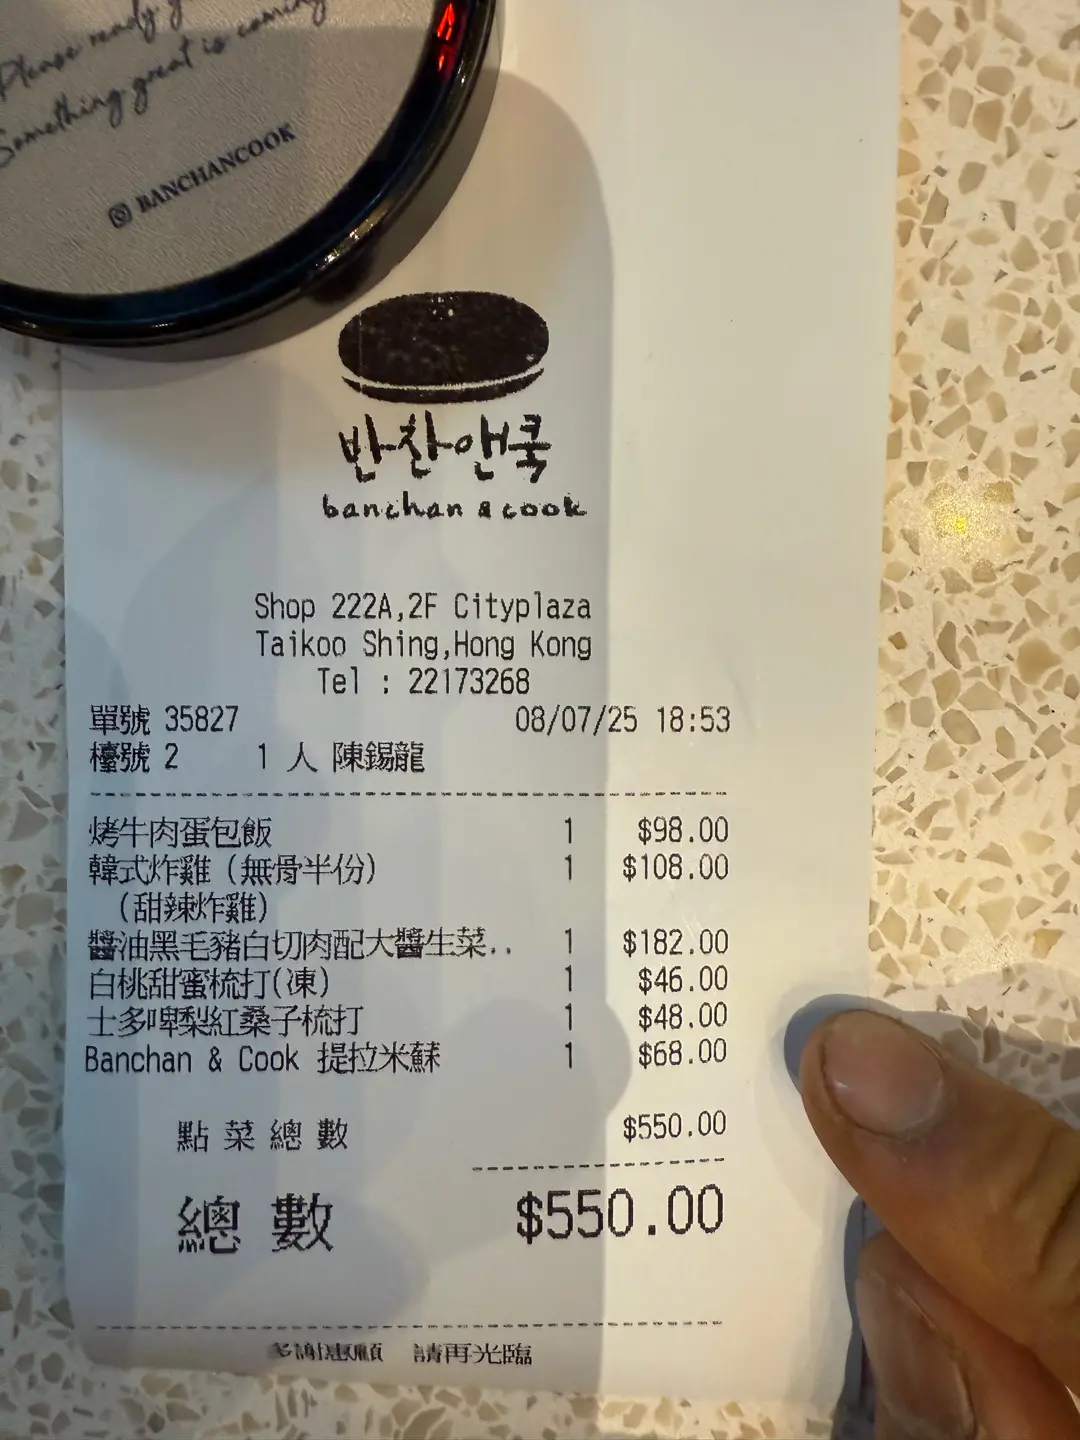 Please ready
Something great is coming
BANCHANCOOK
반찬앤쿡
banchan & cook
Shop 222A,2F Cityplaza
Taikoo Shing,Hong Kong
Tel : 22173268
單號 35827 08/07/25 18:53
檯號 2 1 人 陳錫龍
烤牛肉蛋包飯 1 $98.00
韓式炸雞(無骨半份) 1 $108.00
(甜辣炸雞)
醬油黑毛豬白切肉配大醬生菜.. 1 $182.00
白桃甜蜜梳打(凍) 1 $46.00
士多啤梨紅桑子梳打 1 $48.00
Banchan & Cook 提拉米蘇 1 $68.00
點菜總數 $550.00
總數 $550.00
多謝惠顧 請再光臨